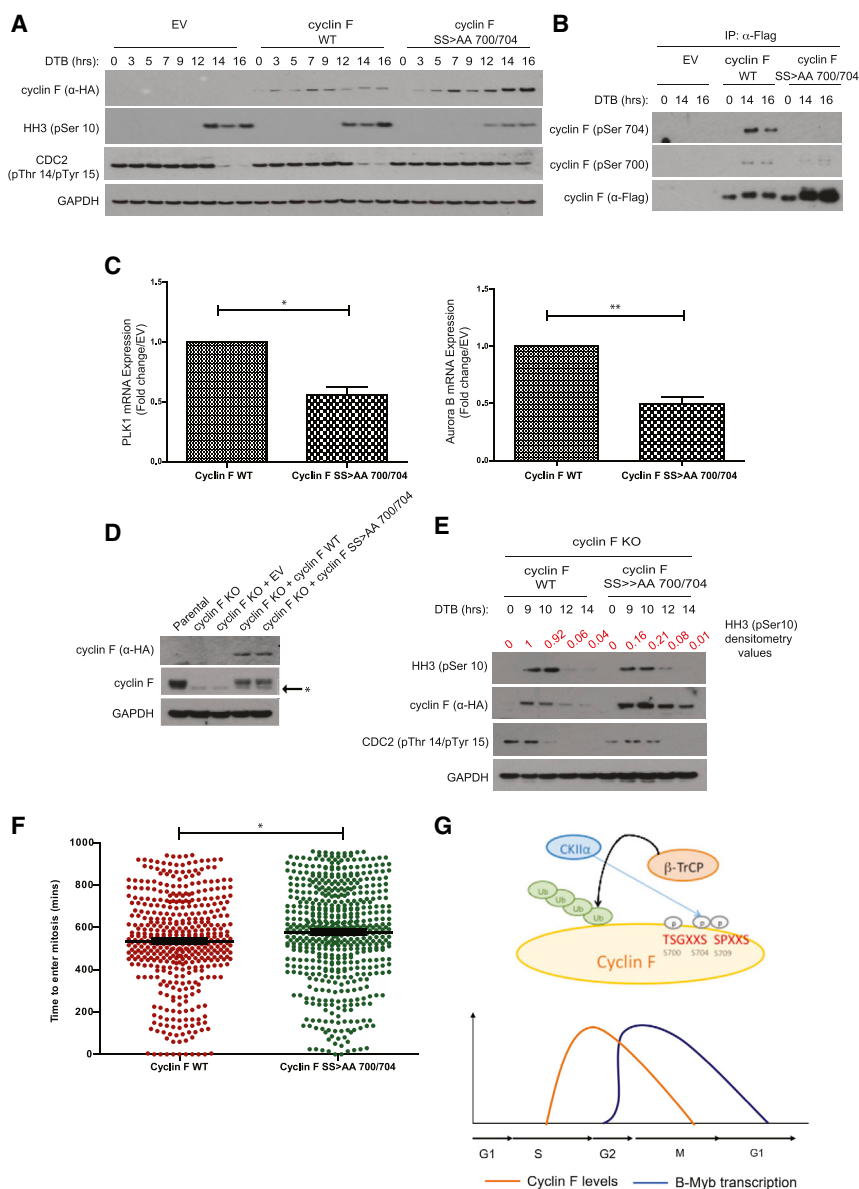 A
EV
cyclin F
WT
cyclin F
SS>AA 700/704
DTB (hrs): 0 3 5 7 9 12 14 16 0 3 5 7 9 12 14 16 0 3 5 7 9 12 14 16
cyclin F (α-HA)
HH3 (pSer 10)
CDC2
(pThr 14/pTyr 15)
GAPDH
B
IP: α-Flag
EV
cyclin F
WT
cyclin F
SS>AA 700/704
DTB (hrs): 0 14 16 0 14 16 0 14 16
cyclin F (pSer 704)
cyclin F (pSer 700)
cyclin F (α-Flag)
C
PLK1 mRNA Expression
(Fold change/EV)
1.5
1.0
0.5
0.0
*
Cyclin F WT
Cyclin F SS>AA 700/704
Aurora B mRNA Expression
(Fold change/EV)
1.5
1.0
0.5
0.0
**
Cyclin F WT
Cyclin F SS>AA 700/704
D
Parental
cyclin F KO
cyclin F KO + EV
cyclin F KO + cyclin F WT
cyclin F KO + cyclin F SS>AA 700/704
cyclin F (α-HA)
cyclin F
*
GAPDH
E
cyclin F KO
cyclin F
WT
cyclin F
SS>>AA 700/704
DTB (hrs): 0 9 10 12 14 0 9 10 12 14
0 1 0.92 0.06 0.04 0 0.16 0.21 0.08 0.01
HH3 (pSer10)
densitometry
values
HH3 (pSer 10)
cyclin F (α-HA)
CDC2 (pThr 14/pTyr 15)
GAPDH
F
Time to enter mitosis (mins)
1000
800
600
400
200
0
*
Cyclin F WT
Cyclin F SS>AA 700/704
G
CKIIα
β-TrCP
Ub
Ub
Ub
Ub
p p p
TSGXXS SPXXS
S700 S704 S709
Cyclin F
G1 S G2 M G1
Cyclin F levels
B-Myb transcription